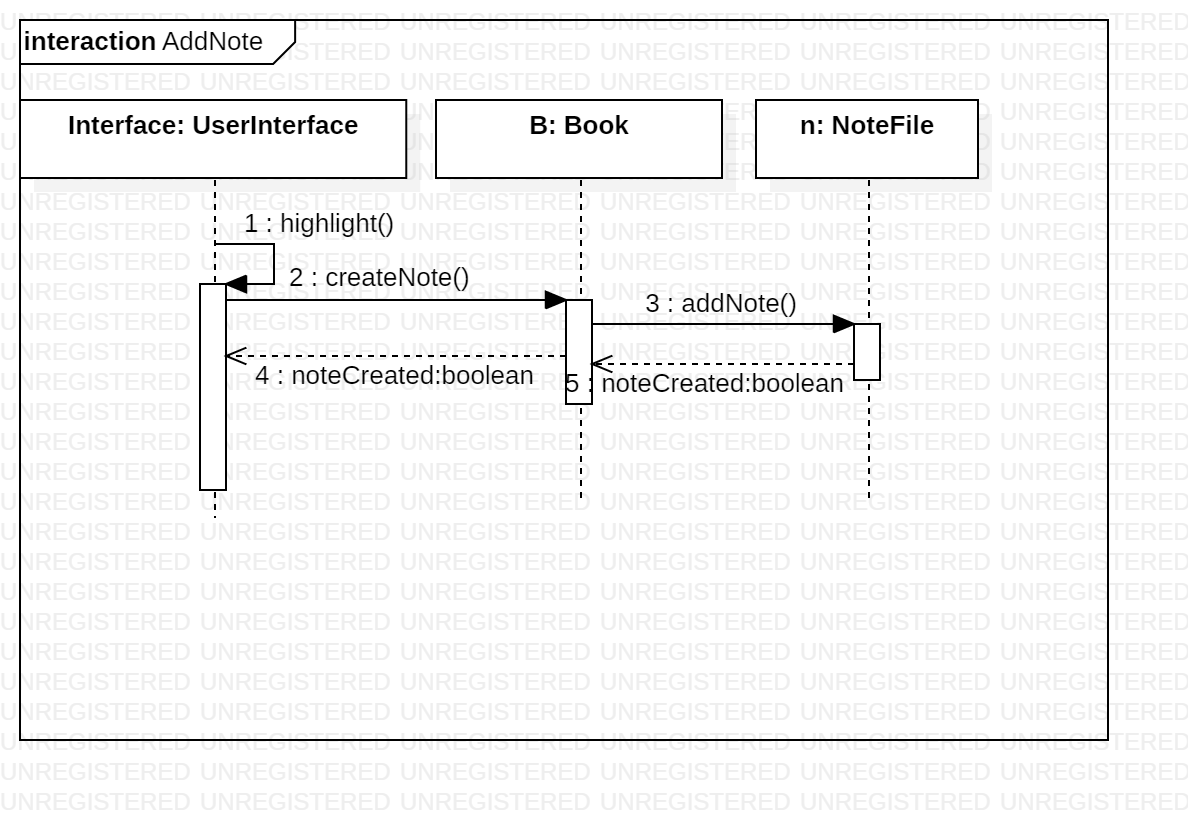 interaction AddNote
Interface: UserInterface
B: Book
n: NoteFile
1 : highlight()
2 : createNote()
3 : addNote()
4 : noteCreated:boolean
5 : noteCreated:boolean
UNREGISTERED UNREGISTERED UNREGISTERED UNREGISTERED UNREGISTERED UNREGISTERED